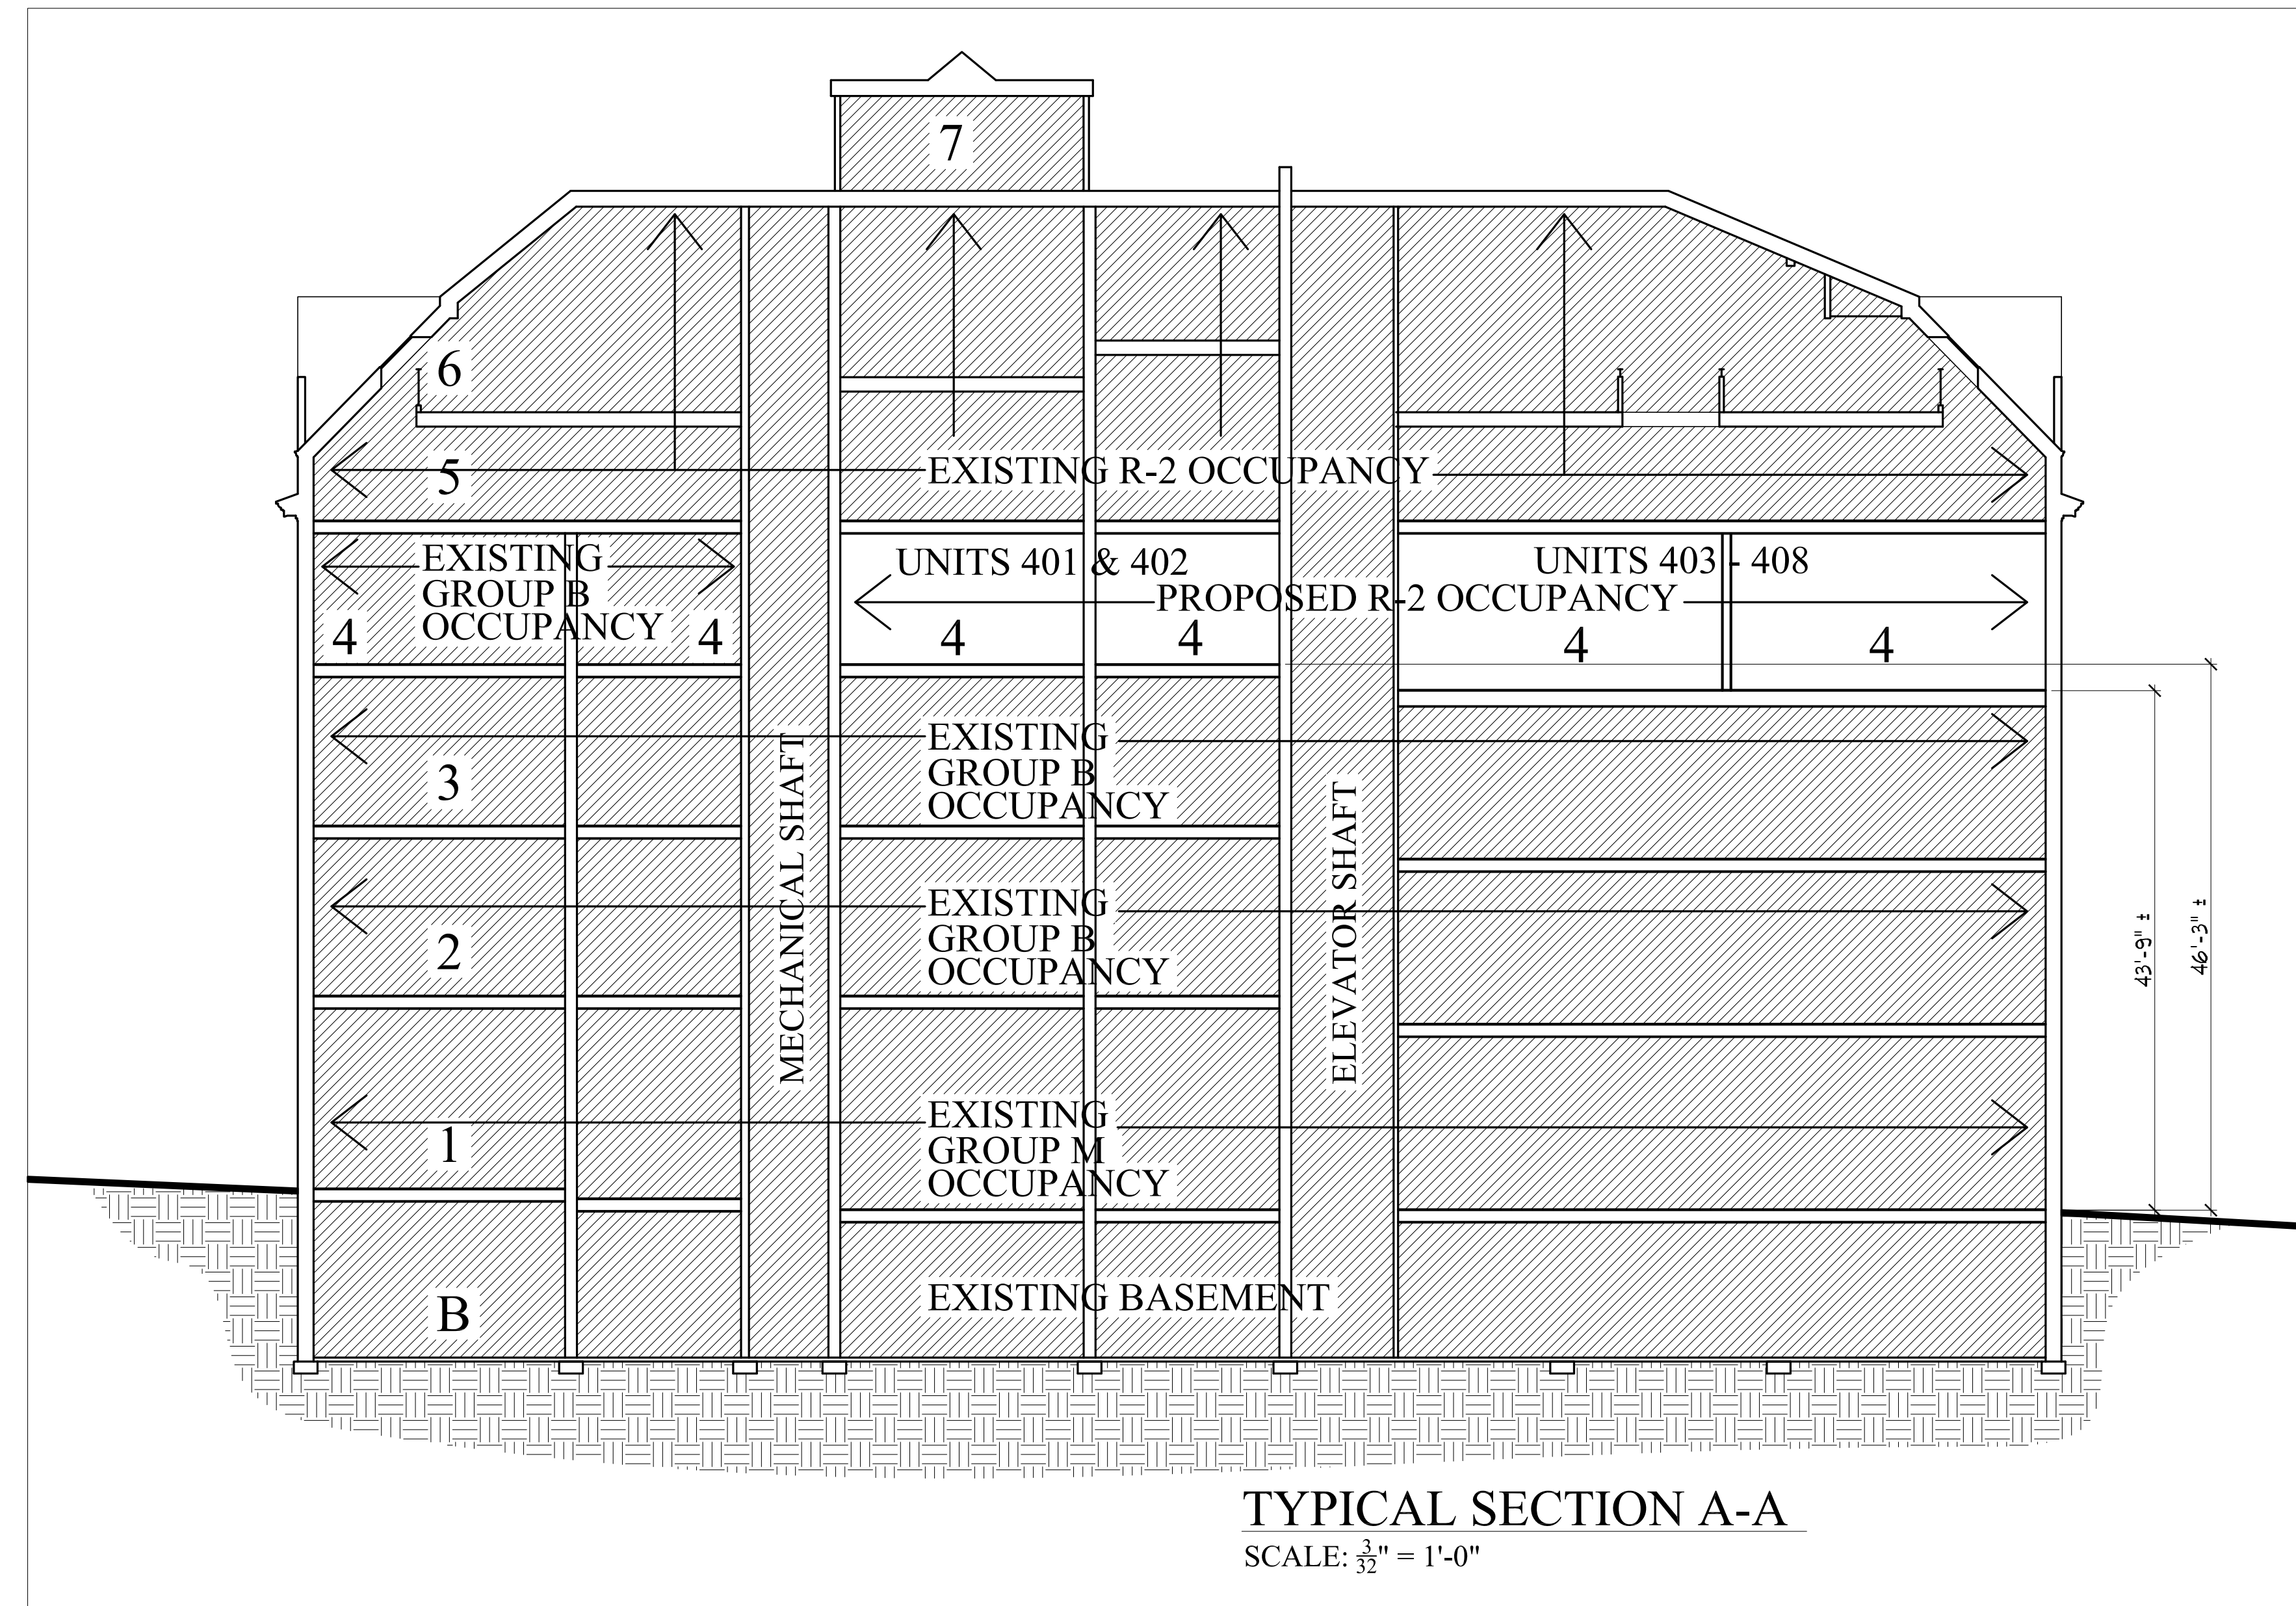 7
6
5
EXISTING R-2 OCCUPANCY
EXISTING
GROUP B
OCCUPANCY
4
4
UNITS 401 & 402
UNITS 403 - 408
PROPOSED R-2 OCCUPANCY
4
4
4
4
3
EXISTING
GROUP B
OCCUPANCY
MECHANICAL SHAFT
ELEVATOR SHAFT
2
EXISTING
GROUP B
OCCUPANCY
43'-9" ±
46'-3" ±
1
EXISTING
GROUP M
OCCUPANCY
B
EXISTING BASEMENT
TYPICAL SECTION A-A
SCALE: 3/32" = 1'-0"